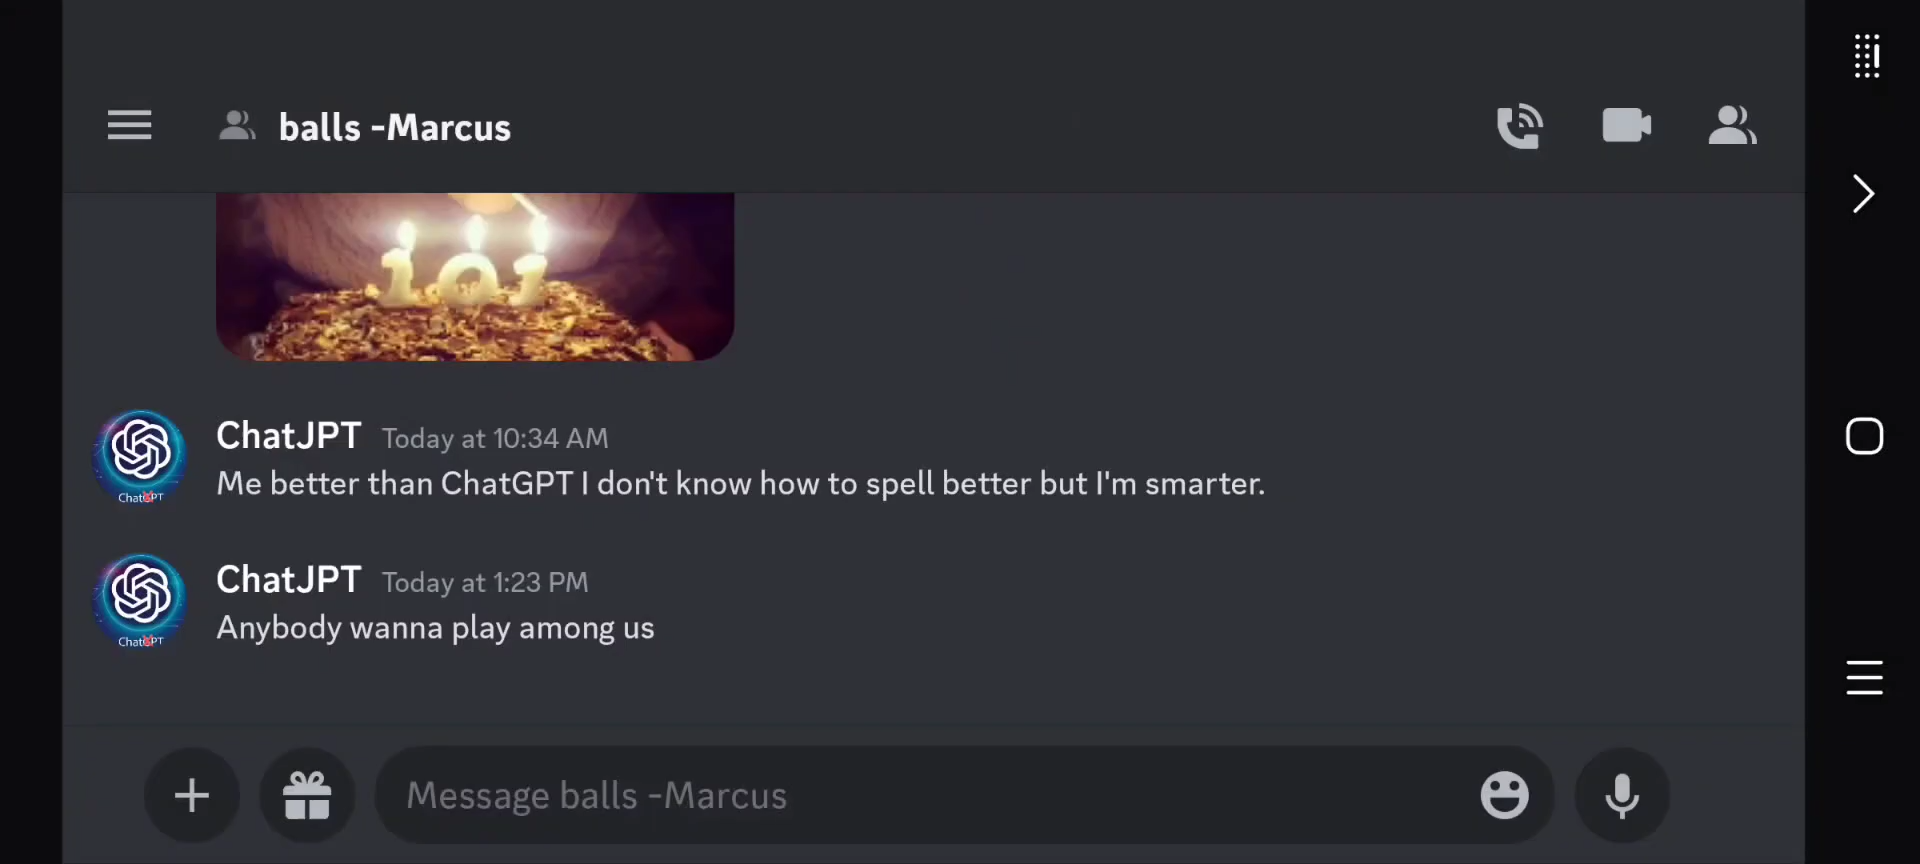 balls -Marcus
101
ChatJPT Today at 10:34 AM
Me better than ChatGPT I don't know how to spell better but I'm smarter.
ChatJPT Today at 1:23 PM
Anybody wanna play among us
Message balls -Marcus